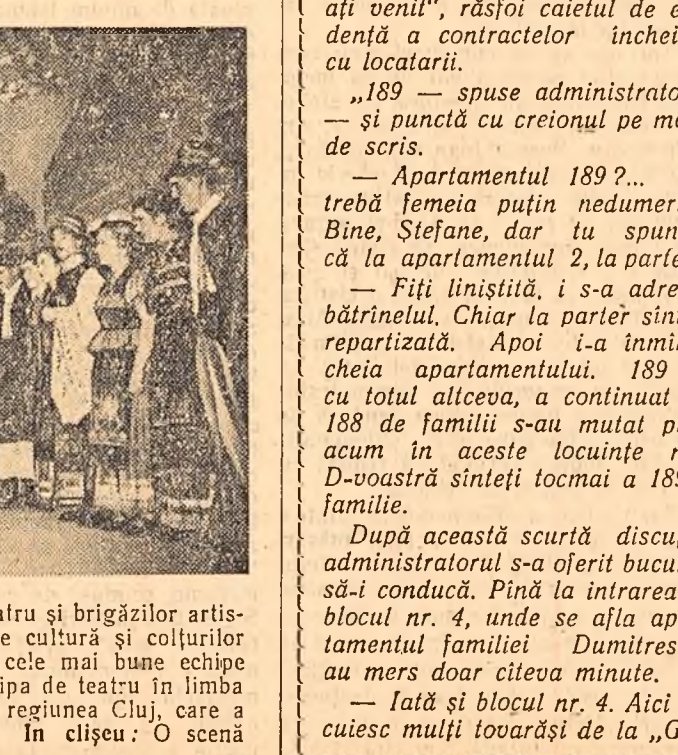 atru și brigăzilor artis-
e cultură și colțurilor
cele mai bune echipe
ipa de teatru în limba
regiunea Cluj, care a
În clișeu: O scenă
ați venit", răsfoi caietul de e
dență a contractelor închei
cu locatarii.
„189 — spuse administrato
— și punctă cu creionul pe m
de scris.
— Apartamentul 189?...
trebă femeia puțin nedumer
Bine, Ștefane, dar tu spun
că la apartamentul 2, la parte
— Fiți liniștită, i s-a adre
bătrînelul. Chiar la parter sînt
repartizată. Apoi i-a înmîn
cheia apartamentului. 189
cu totul altceva, a continuat
188 de familii s-au mutat p
acum în aceste locuințe n
D-voastră sînteți tocmai a 189
familie.
După această scurtă discuț
administratorul s-a oferit bucu
să-i conducă. Pînă la intrarea
blocul nr. 4, unde se afla ap
tamentul familiei Dumitres
au mers doar cîteva minute.
— Iată și blocul nr. 4. Aici
cuiesc mulți tovarăși de la „G